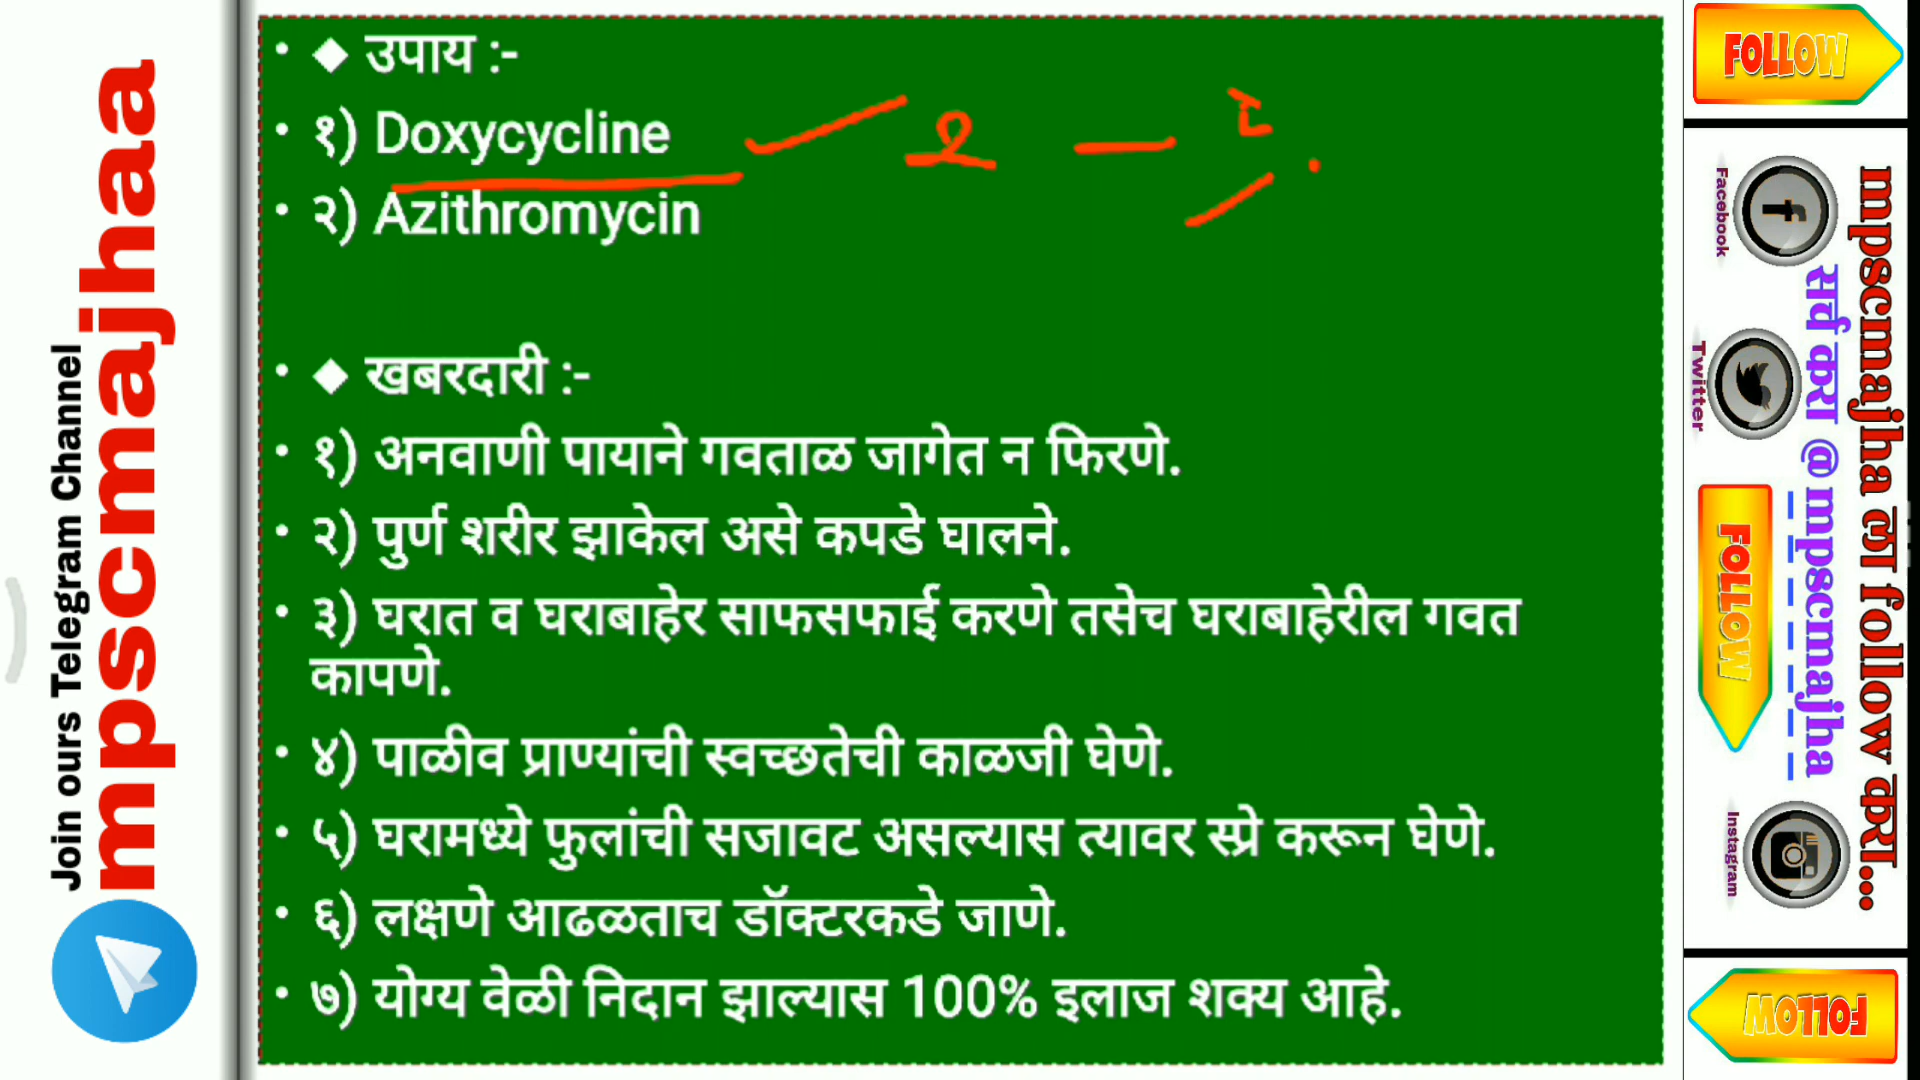 Join ours Telegram Channel
mpscmajhaa
• ◆ उपाय :-
• १) Doxycycline
• २) Azithromycin
• ◆ खबरदारी :-
• १) अनवाणी पायाने गवताळ जागेत न फिरणे.
• २) पुर्ण शरीर झाकेल असे कपडे घालने.
• ३) घरात व घराबाहेर साफसफाई करणे तसेच घराबाहेरील गवत
कापणे.
• ४) पाळीव प्राण्यांची स्वच्छतेची काळजी घेणे.
• ५) घरामध्ये फुलांची सजावट असल्यास त्यावर स्प्रे करून घेणे.
• ६) लक्षणे आढळताच डॉक्टरकडे जाणे.
• ७) योग्य वेळी निदान झाल्यास 100% इलाज शक्य आहे.
FOLLOW
mpscmajha ला follow करा...
सर्च करा @mpscmajha
Facebook
Twitter
FOLLOW
Instagram
FOLLOW